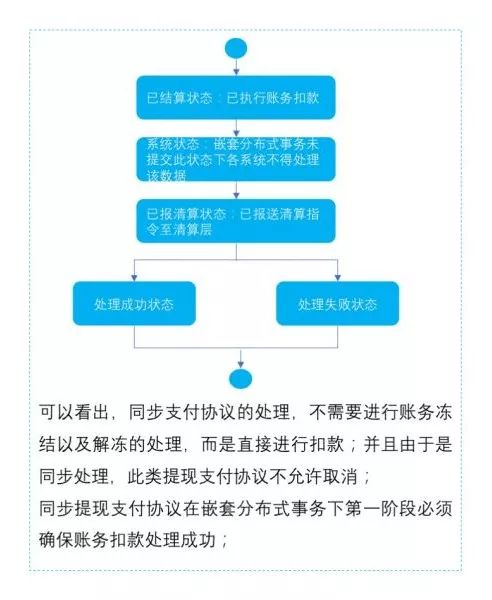 已结算状态：已执行账务扣款
系统状态：嵌套分布式事务未
提交此状态下各系统不得处理
该数据
已报清算状态：已报送清算指
令至清算层
处理成功状态
处理失败状态
可以看出，同步支付协议的处理，不需要进行账务冻
结以及解冻的处理，而是直接进行扣款；并且由于是
同步处理，此类提现支付协议不允许取消；
同步提现支付协议在嵌套分布式事务下第一阶段必须
确保账务扣款处理成功；